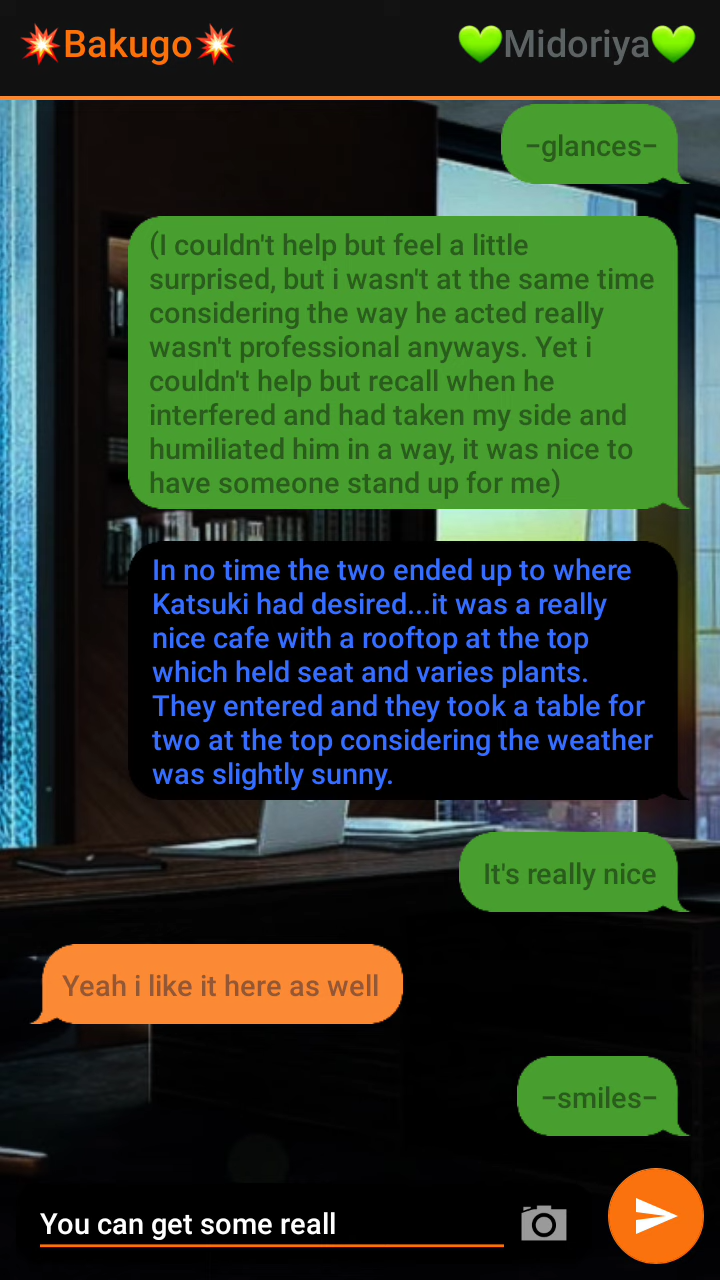 💥Bakugo💥
💚Midoriya💚
–glances–
(I couldn't help but feel a little
surprised, but i wasn't at the same time
considering the way he acted really
wasn't professional anyways. Yet i
couldn't help but recall when he
interfered and had taken my side and
humiliated him in a way, it was nice to
have someone stand up for me)
In no time the two ended up to where
Katsuki had desired...it was a really
nice cafe with a rooftop at the top
which held seat and varies plants.
They entered and they took a table for
two at the top considering the weather
was slightly sunny.
It's really nice
Yeah i like it here as well
–smiles–
You can get some reall